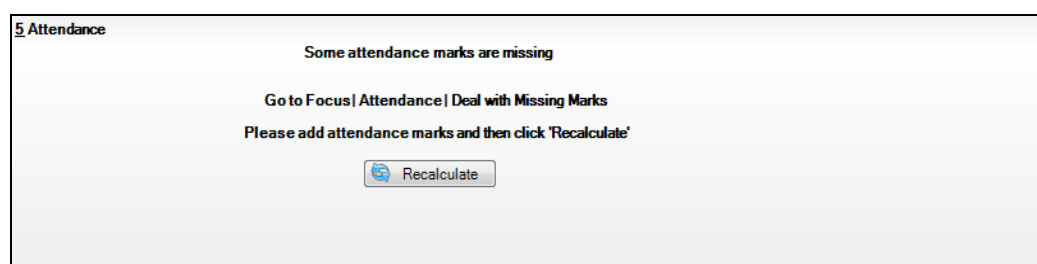 5 Attendance
Some attendance marks are missing
Go to Focus| Attendance| Deal with Missing Marks
Please add attendance marks and then click 'Recalculate'
Recalculate